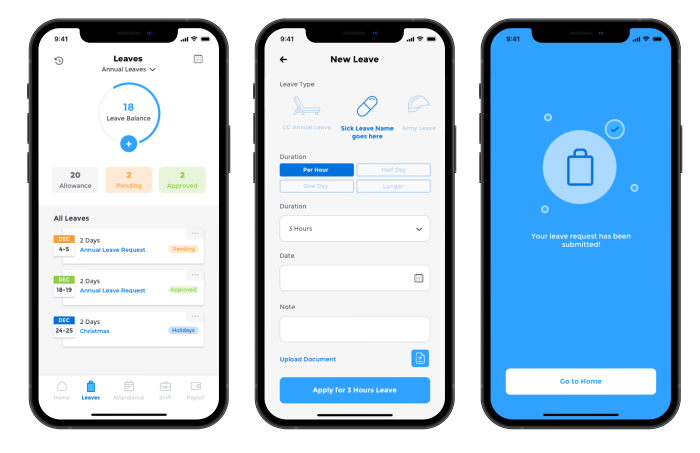 9:41
Leaves
Annual Leaves
18
Leave Balance
+
20
Allowance
2
Pending
2
Approved
All Leaves
DEC
4-5
2 Days
Annual Leave Request
Pending
DEC
18-19
2 Days
Annual Leave Request
Approved
DEC
24-25
2 Days
Christmas
Holidays
Home
Leaves
Attendance
Shift
Payroll
9:41
New Leave
Leave Type
CC Annual Leave
Sick Leave Name
goes here
Army Leave
Duration
Per Hour
Half Day
One Day
Longer
Duration
3 Hours
Date
Note
Upload Document
Apply for 3 Hours Leave
9:41
Your leave request has been
submitted!
Go to Home